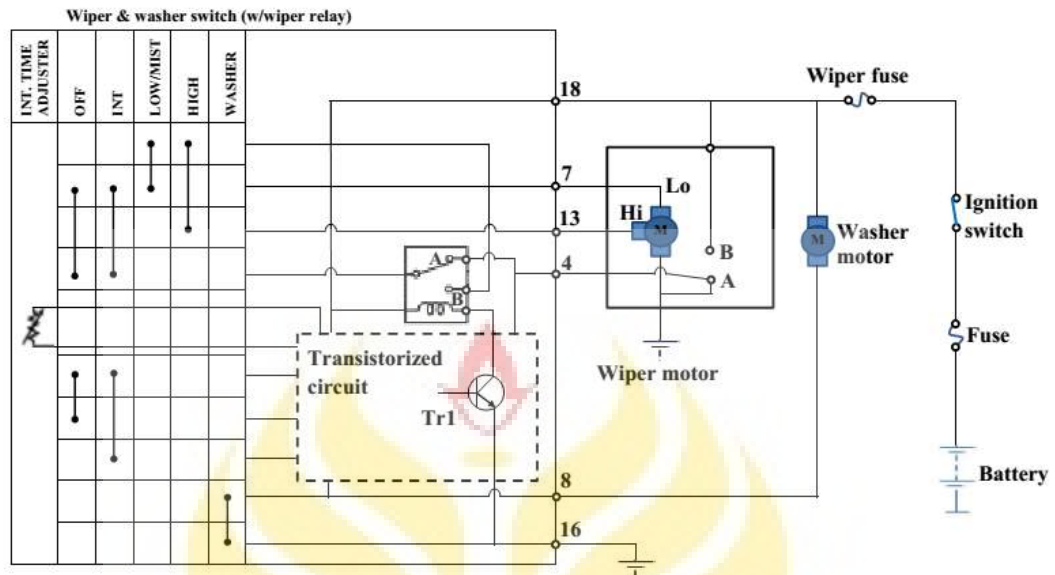 Wiper & washer switch (w/wiper relay)
INT. TIME
ADJUSTER
OFF
INT
LOW/MIST
HIGH
WASHER
18
Wiper fuse
7
Lo
Hi
13
M
M
Washer
motor
Ignition
switch
A
B
4
B
A
Fuse
Transistorized
circuit
Tr1
Wiper motor
8
Battery
16